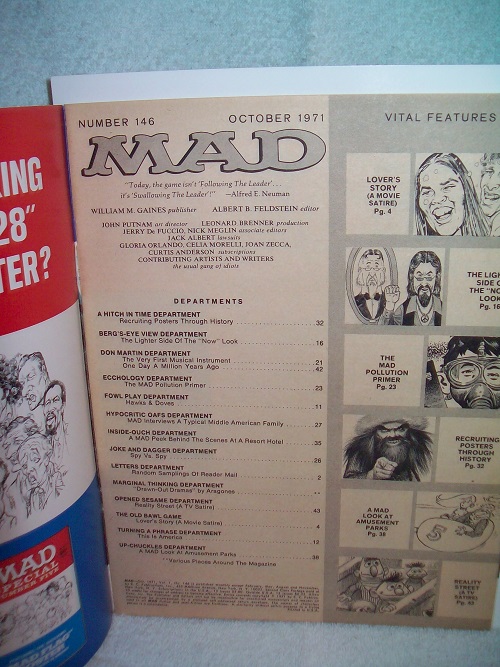 KING
28"
TER?
MAD
SPECIAL
NUMBER FIVE
NUMBER 146 OCTOBER 1971
MAD
"Today, the game isn't 'Following The Leader' . . .
it's 'Swallowing The Leader'!" —Alfred E. Neuman
WILLIAM M. GAINES publisher ALBERT B. FELDSTEIN editor
JOHN PUTNAM art director LEONARD BRENNER production
JERRY DE FUCCIO, NICK MEGLIN associate editors
JACK ALBERT lawsuits
GLORIA ORLANDO, CELIA MORELLI, JOAN ZECCA,
CURTIS ANDERSON subscriptions
CONTRIBUTING ARTISTS AND WRITERS
the usual gang of idiots
DEPARTMENTS
A HITCH IN TIME DEPARTMENT
Recruiting Posters Through History 32
BERG'S-EYE VIEW DEPARTMENT
The Lighter Side Of The "Now" Look 16
DON MARTIN DEPARTMENT
The Very First Musical Instrument 21
One Day A Million Years Ago 42
ECCHOLOGY DEPARTMENT
The MAD Pollution Primer 23
FOWL PLAY DEPARTMENT
Hawks & Doves 11
HYPOCRITIC OAFS DEPARTMENT
MAD Interviews A Typical Middle American Family 27
INSIDE-OUCH DEPARTMENT
A MAD Peek Behind The Scenes At A Resort Hotel 35
JOKE AND DAGGER DEPARTMENT
Spy Vs. Spy 26
LETTERS DEPARTMENT
Random Samplings Of Reader Mail 2
MARGINAL THINKING DEPARTMENT
"Drawn-Out Dramas" by Aragones **
OPENED SESAME DEPARTMENT
Reality Street (A TV Satire) 43
THE OLD BAWL GAME
Lover's Story (A Movie Satire) 4
TURNING A PHRASE DEPARTMENT
This Is America 12
UP-CHUCKLES DEPARTMENT
A MAD Look At Amusement Parks 38
**Various Places Around The Magazine
VITAL FEATURES
LOVER'S
STORY
(A MOVIE
SATIRE)
Pg. 4
THE LIGH
SIDE O
THE "NO
LOOK
Pg. 16
THE
MAD
POLLUTION
PRIMER
Pg. 23
RECRUITING
POSTERS
THROUGH
HISTORY
Pg. 32
A MAD
LOOK AT
AMUSEMENT
PARKS
Pg. 38
REALITY
STREET
(A TV
SATIRE)
Pg. 43